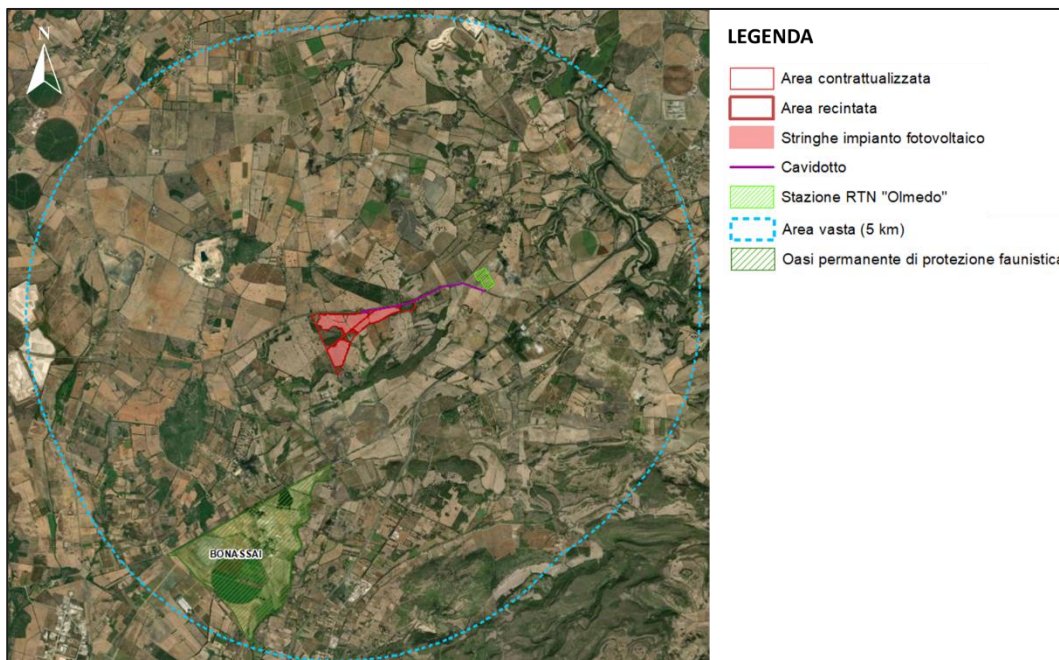 N
BONASSAI
LEGENDA
Area contrattualizzata
Area recintata
Stringhe impianto fotovoltaico
Cavidotto
Stazione RTN "Olmedo"
Area vasta (5 km)
Oasi permanente di protezione faunistica